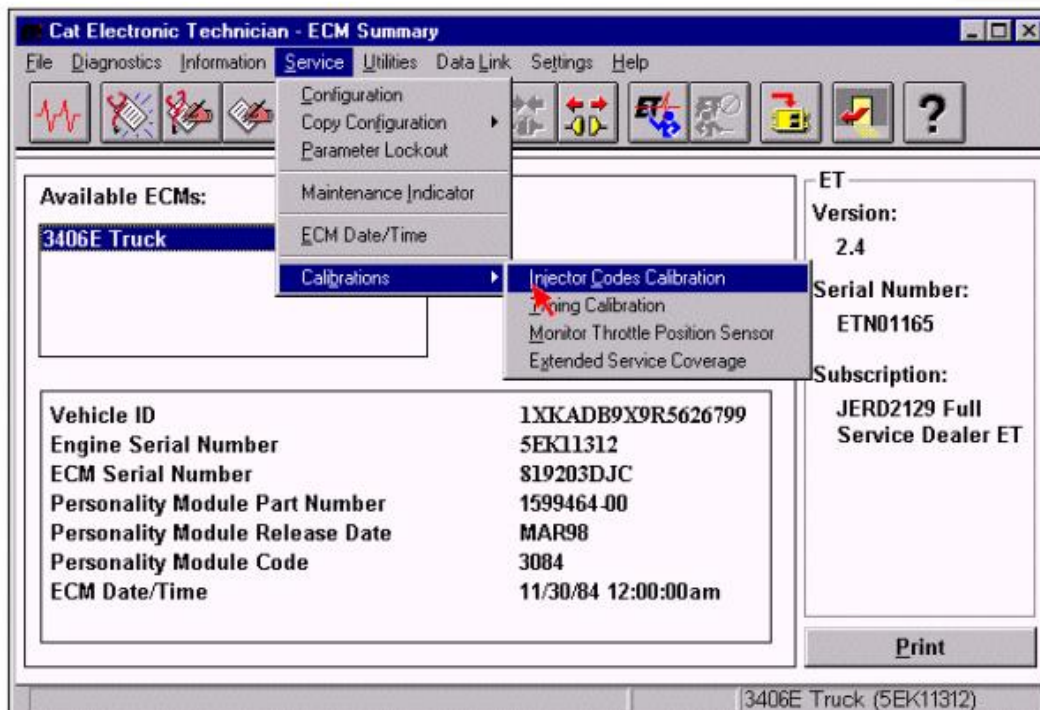 Cat Electronic Technician - ECM Summary
File Diagnostics Information Service Utilities Data Link Settings Help
Configuration
Copy Configuration
Parameter Lockout
Maintenance Indicator
ECM Date/Time
Calibrations
Injector Codes Calibration
Timing Calibration
Monitor Throttle Position Sensor
Extended Service Coverage
?
Available ECMs:
3406E Truck
ET
Version:
2.4
Serial Number:
ETN01165
Subscription:
JERD2129 Full
Service Dealer ET
Vehicle ID 1XKADB9X9R5626799
Engine Serial Number 5EK11312
ECM Serial Number 819203DJC
Personality Module Part Number 1599464-00
Personality Module Release Date MAR98
Personality Module Code 3084
ECM Date/Time 11/30/84 12:00:00am
Print
3406E Truck (5EK11312)